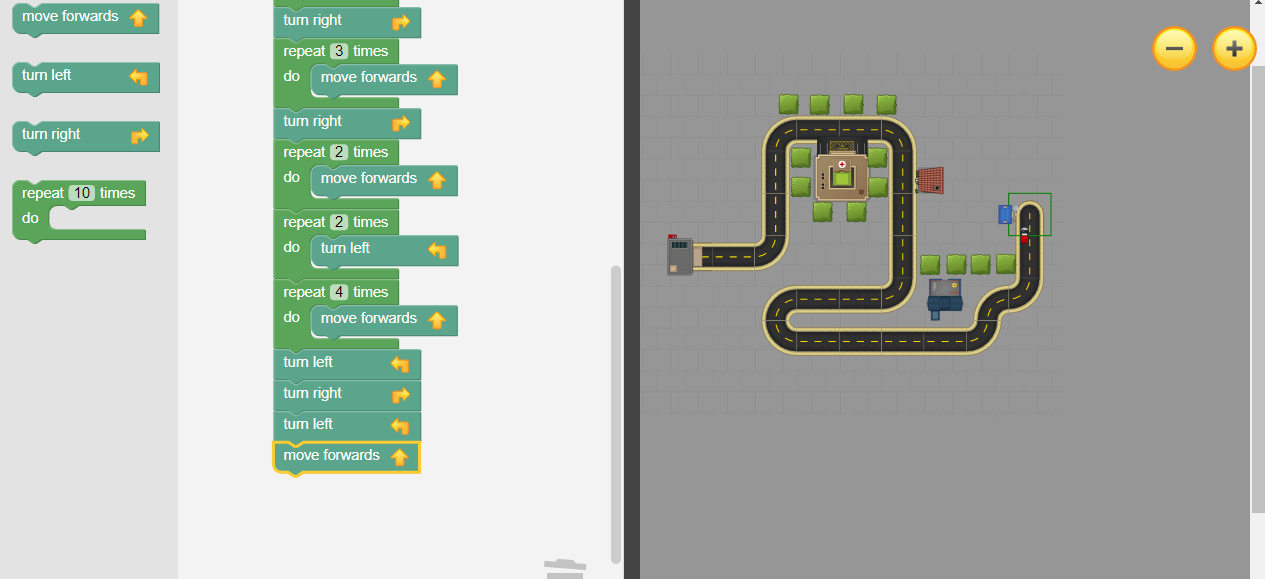 move forwards
turn left
turn right
repeat 10 times
do
turn right
repeat 3 times
do move forwards
turn right
repeat 2 times
do move forwards
repeat 2 times
do turn left
repeat 4 times
do move forwards
turn left
turn right
turn left
move forwards